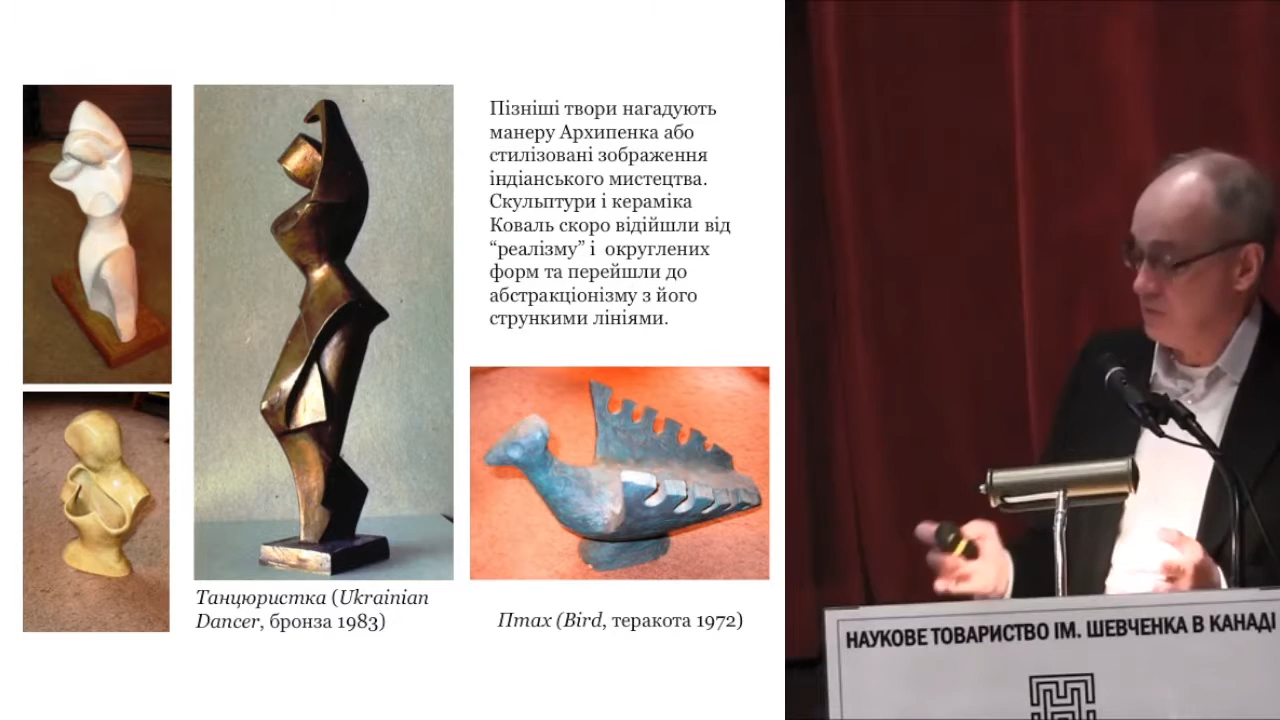 Пізніші твори нагадують
манеру Архипенка або
стилізовані зображення
індіанського мистецтва.
Скульптури і кераміка
Коваль скоро відійшли від
“реалізму” і округлених
форм та перейшли до
абстракціонізму з його
стрункими лініями.
Танцюристка (Ukrainian
Dancer, бронза 1983)
Птах (Bird, теракота 1972)
НАУКОВЕ ТОВАРИСТВО ІМ. ШЕВЧЕНКА В КАНАДІ